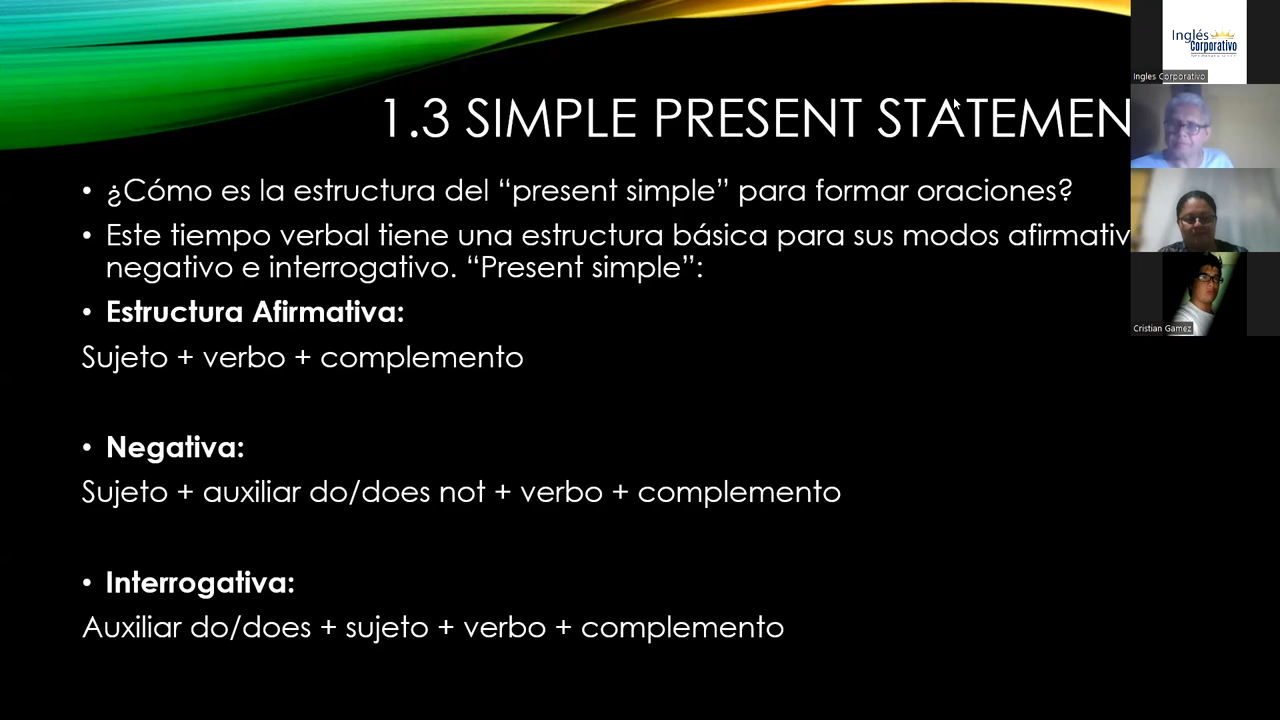 Inglés
Corporativo
Ingles Corporativo
1.3 SIMPLE PRESENT STATEMEN
• ¿Cómo es la estructura del “present simple” para formar oraciones?
• Este tiempo verbal tiene una estructura básica para sus modos afirmativ
negativo e interrogativo. “Present simple”:
• Estructura Afirmativa:
Sujeto + verbo + complemento
• Negativa:
Sujeto + auxiliar do/does not + verbo + complemento
• Interrogativa:
Auxiliar do/does + sujeto + verbo + complemento
Cristian Gamez